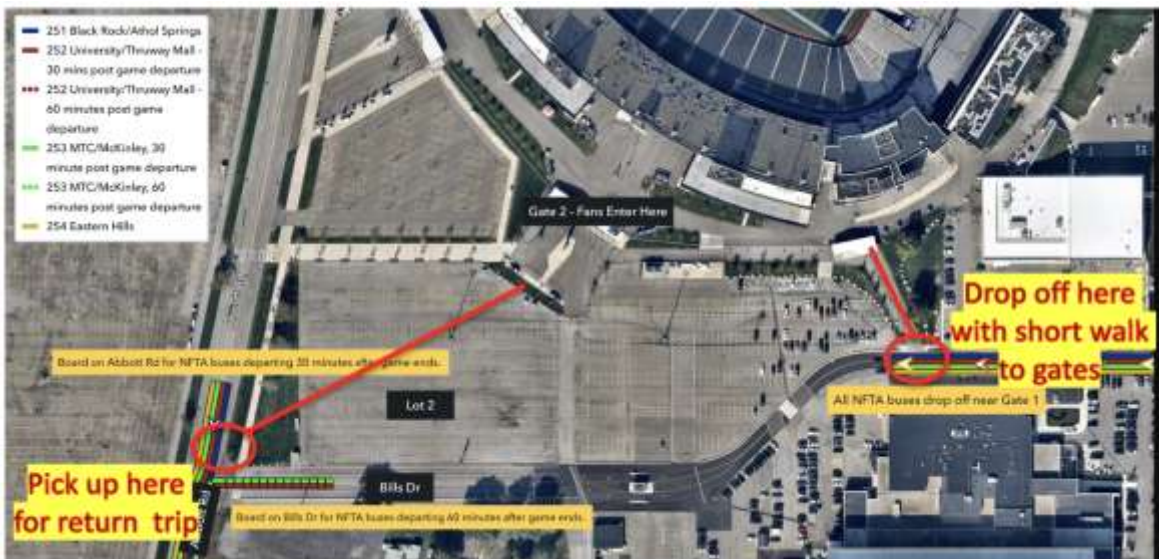 251 Black Rock/Athol Springs
252 University/Thruway Mall -
30 mins post game departure
252 University/Thruway Mall -
60 minutes post game
departure
253 MTC/McKinley, 30
minute post game departure
253 MTC/McKinley, 60
minutes post game departure
254 Eastern Hills
Gate 2 - Fans Enter Here
Drop off here
with short walk
to gates
Board on Abbott Rd for NFTA buses departing 30 minutes after game ends.
Lot 2
All NFTA buses drop off near Gate 1
Pick up here
for return trip
Bills Dr
Board on Bills Dr for NFTA buses departing 60 minutes after game ends.